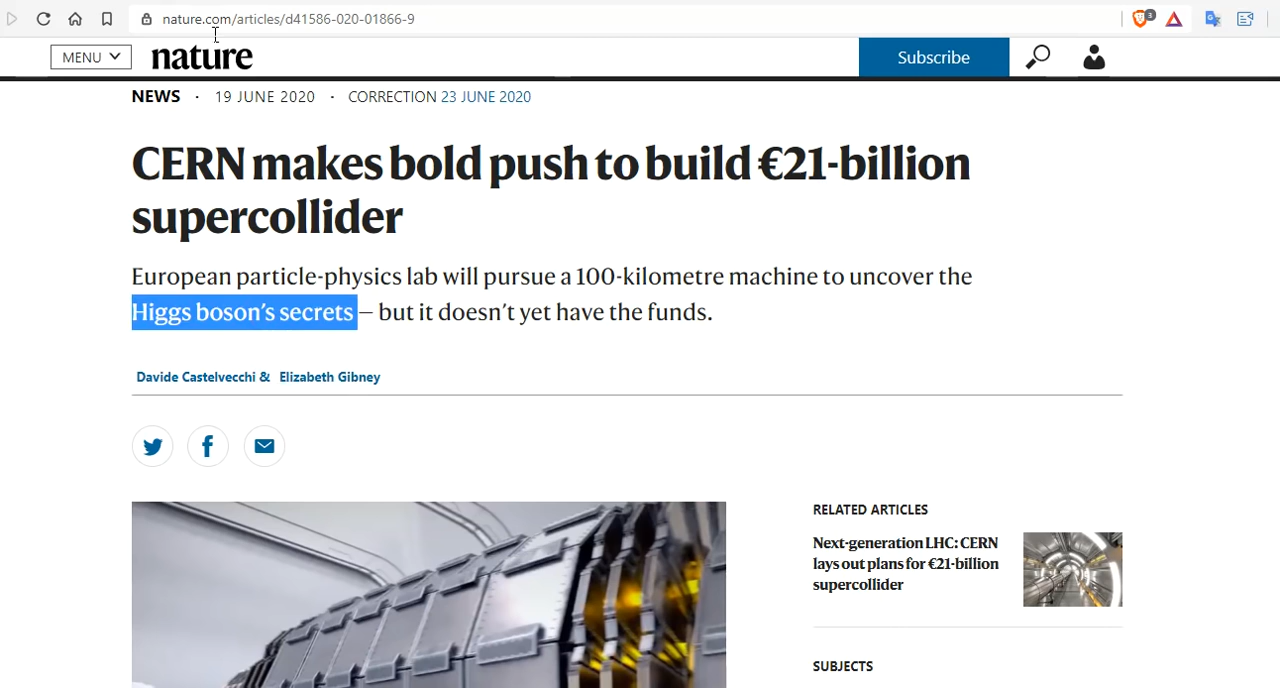 nature.com/articles/d41586-020-01866-9
3
MENU
nature
Subscribe
NEWS · 19 JUNE 2020 · CORRECTION 23 JUNE 2020
CERN makes bold push to build €21-billion
supercollider
European particle-physics lab will pursue a 100-kilometre machine to uncover the
Higgs boson’s secrets — but it doesn’t yet have the funds.
Davide Castelvecchi & Elizabeth Gibney
RELATED ARTICLES
Next-generation LHC: CERN
lays out plans for €21-billion
supercollider
SUBJECTS